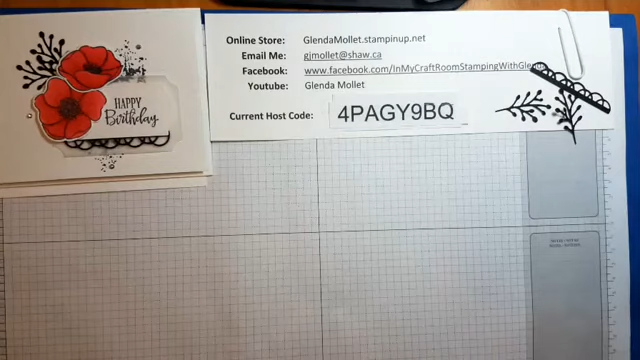 HAPPY
Birthday
Online Store: GlendaMollet.stampinup.net
Email Me: gjmollet@shaw.ca
Facebook: www.facebook.com/InMyCraftRoomStampingWithGlenda
Youtube: Glenda Mollet
Current Host Code: 4PAGY9BQ